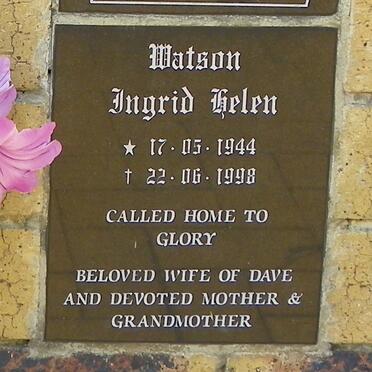 Watson
Ingrid Helen
★ 17·05·1944
† 22·06·1998
CALLED HOME TO
GLORY
BELOVED WIFE OF DAVE
AND DEVOTED MOTHER &
GRANDMOTHER